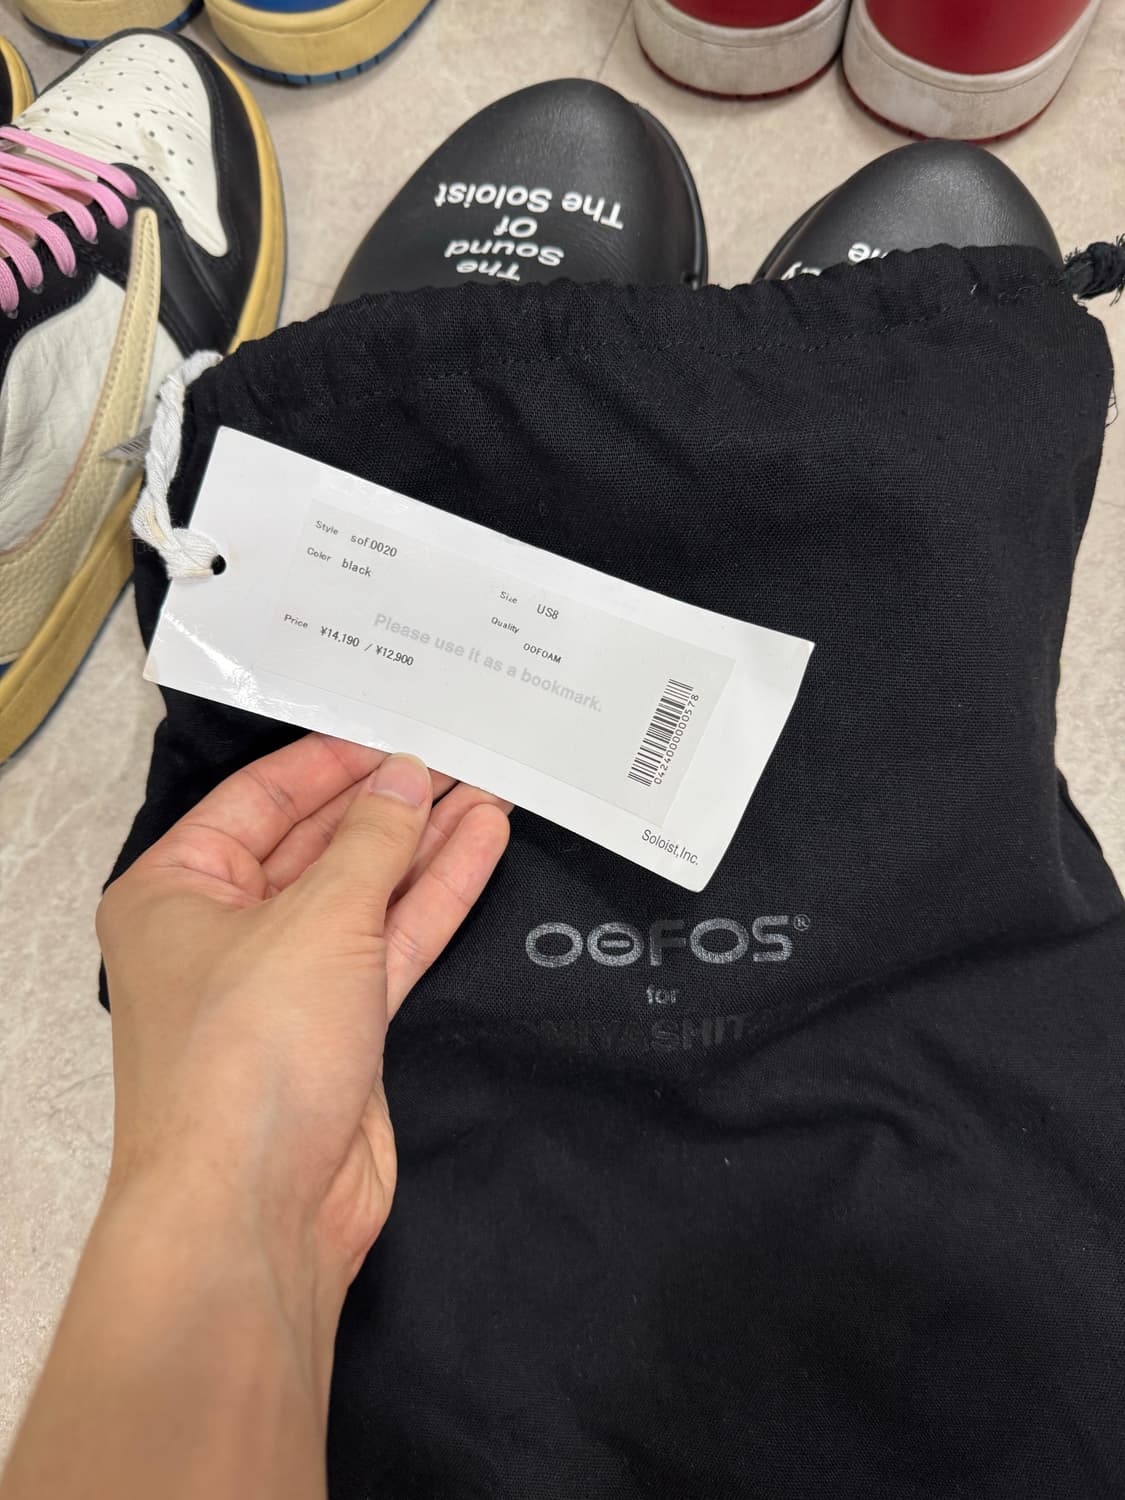 The
Sound
Of
The Soloist
Style sof.0020
Color black
Size US8
Quality OOFOAM
Price ¥14,190 / ¥12,900
Please use it as a bookmark.
0424000000578
Soloist,Inc.
OOFOS®
for